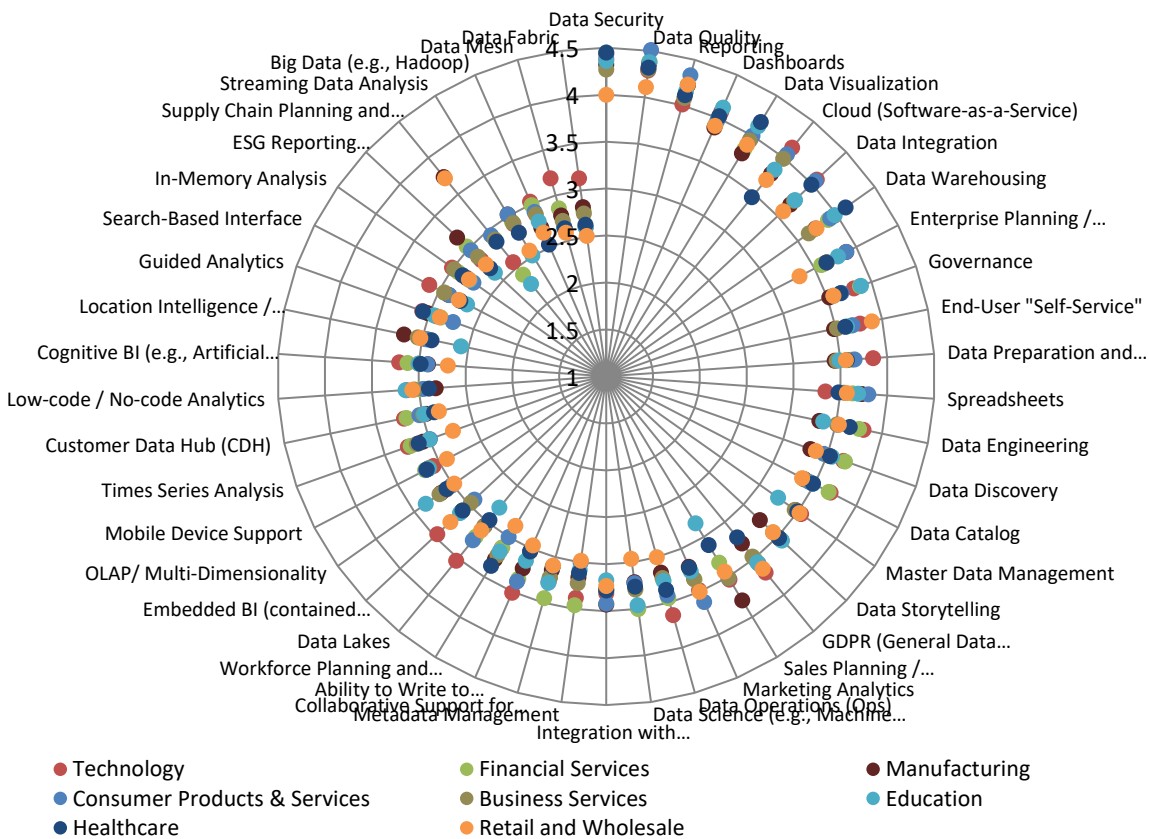 Data Security
Data Quality
Reporting
Dashboards
Data Visualization
Cloud (Software-as-a-Service)
Data Integration
Data Warehousing
Enterprise Planning /...
Governance
End-User "Self-Service"
Data Preparation and...
Spreadsheets
Data Engineering
Data Discovery
Data Catalog
Master Data Management
Data Storytelling
GDPR (General Data...
Sales Planning /...
Marketing Analytics
Data Operations (Ops)
Data Science (e.g., Machine...
Integration with...
Metadata Management
Collaborative Support for...
Ability to Write to...
Workforce Planning and...
Data Lakes
Embedded BI (contained...
OLAP/ Multi-Dimensionality
Mobile Device Support
Times Series Analysis
Customer Data Hub (CDH)
Low-code / No-code Analytics
Cognitive BI (e.g., Artificial...
Location Intelligence /...
Guided Analytics
Search-Based Interface
In-Memory Analysis
ESG Reporting...
Supply Chain Planning and...
Streaming Data Analysis
Big Data (e.g., Hadoop)
Data Mesh
Data Fabric
4.5
4
3.5
3
2.5
2
1.5
1
Technology
Financial Services
Manufacturing
Consumer Products & Services
Business Services
Education
Healthcare
Retail and Wholesale